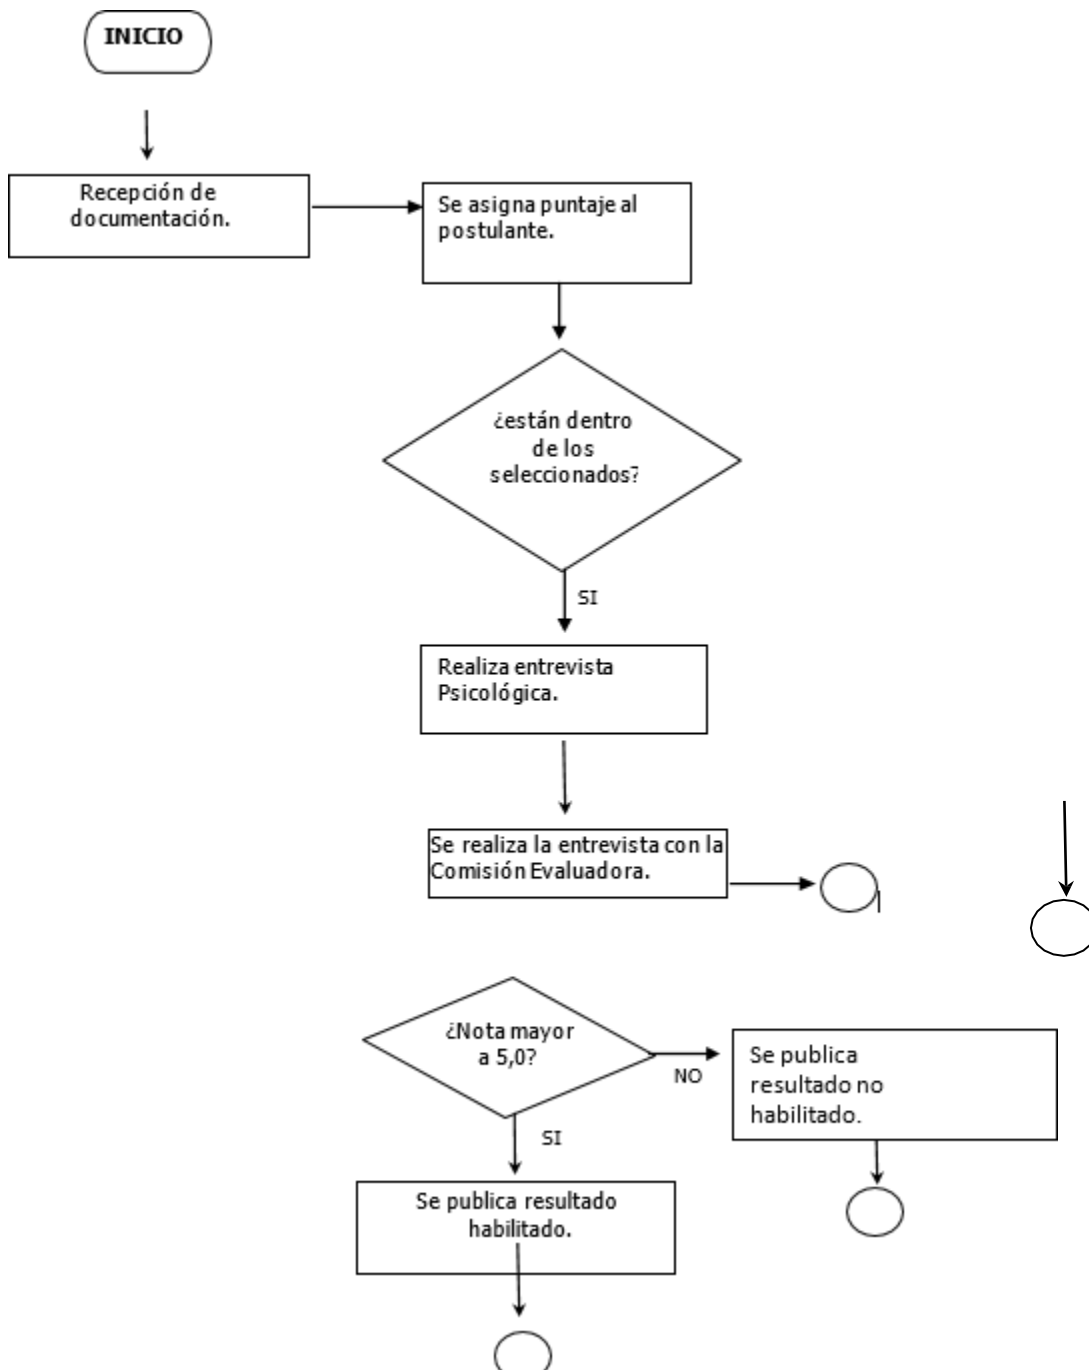 INICIO
Recepción de
documentación.
Se asigna puntaje al
postulante.
¿están dentro
de los
seleccionados?
SI
Realiza entrevista
Psicológica.
Se realiza la entrevista con la
Comisión Evaluadora.
¿Nota mayor
a 5,0?
NO
Se publica
resultado no
habilitado.
SI
Se publica resultado
habilitado.